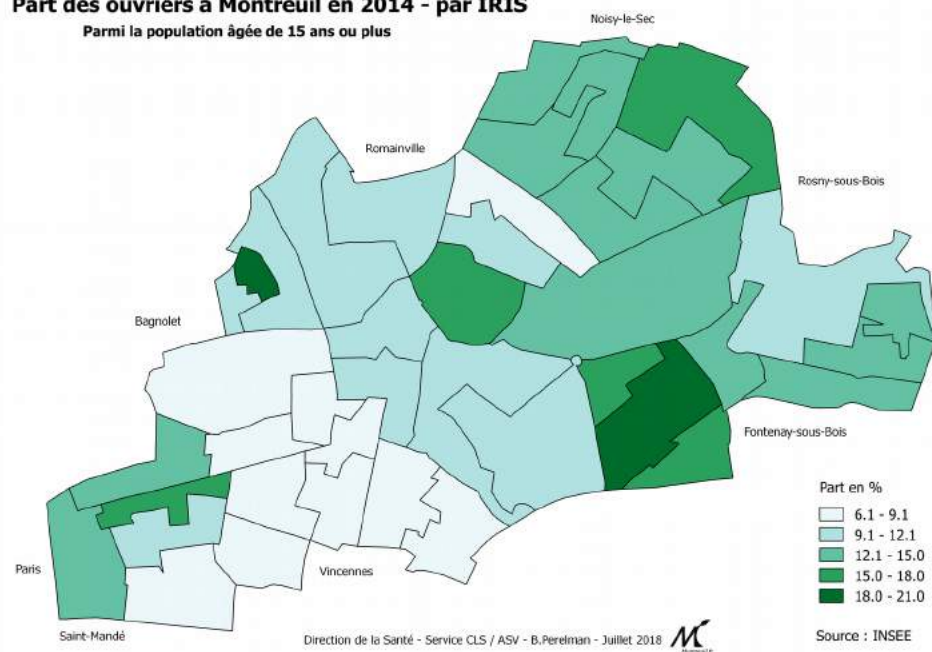 Part des ouvriers à Montreuil en 2014 - par IRIS
Parmi la population âgée de 15 ans ou plus
Noisy-le-Sec
Romainville
Rosny-sous-Bois
Bagnolet
Fontenay-sous-Bois
Part en %
6.1 - 9.1
9.1 - 12.1
12.1 - 15.0
15.0 - 18.0
18.0 - 21.0
Paris
Vincennes
Saint-Mandé
Direction de la Santé - Service CLS / ASV - B.Perelman - Juillet 2018
Source : INSEE